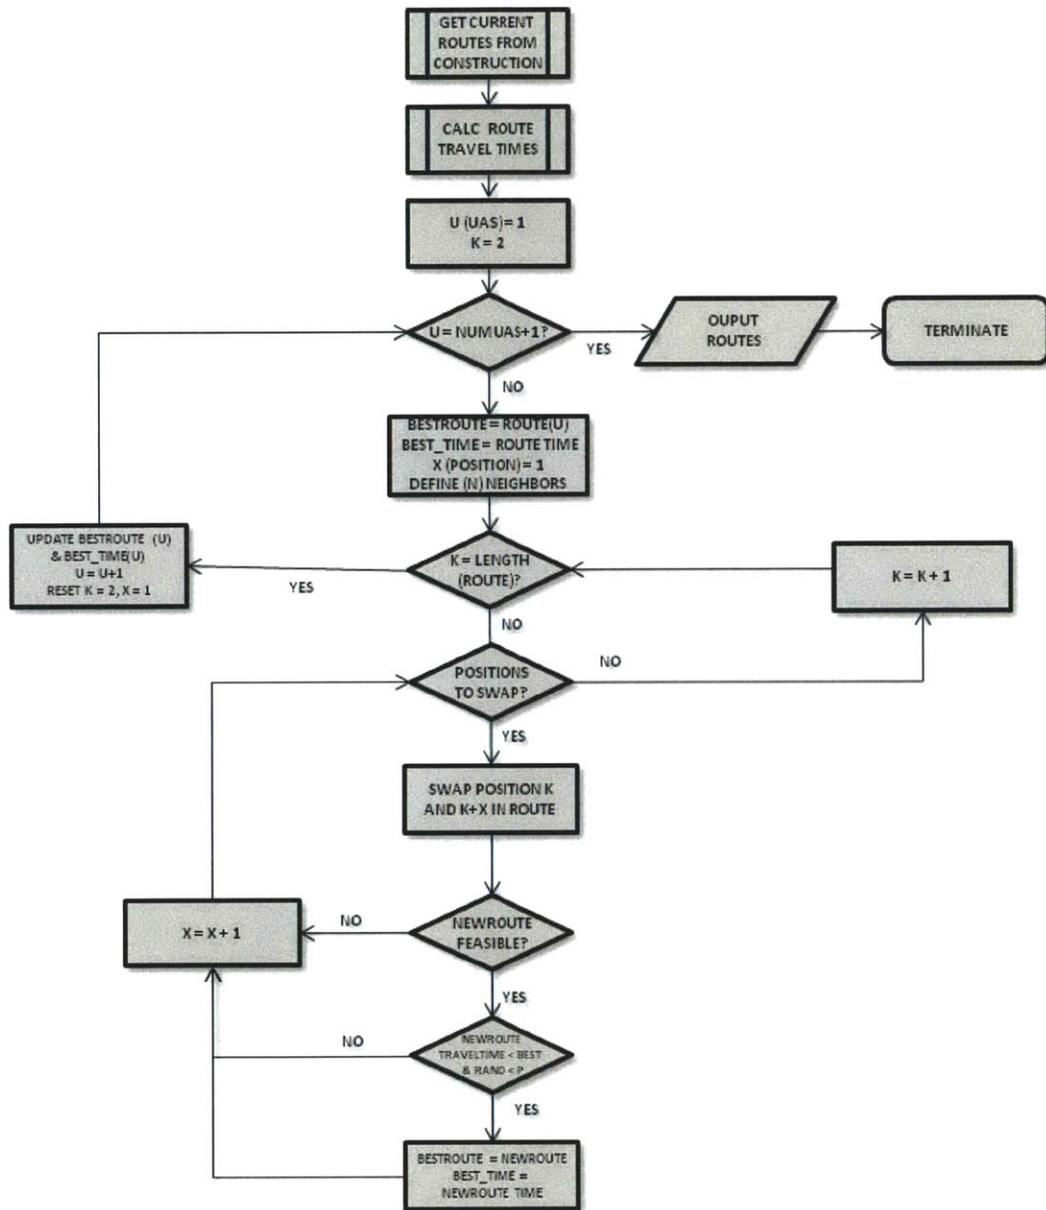 GET CURRENT
ROUTES FROM
CONSTRUCTION
CALC ROUTE
TRAVEL TIMES
U (UAS) = 1
K = 2
U = NUMUAS+1?
YES
OUPUT
ROUTES
TERMINATE
NO
BESTROUTE = ROUTE(U)
BEST_TIME = ROUTE TIME
X (POSITION) = 1
DEFINE (N) NEIGHBORS
UPDATE BESTROUTE (U)
& BEST_TIME(U)
U = U+1
RESET K = 2, X = 1
YES
K = LENGTH
(ROUTE)?
K = K + 1
NO
POSITIONS
TO SWAP?
NO
YES
SWAP POSITION K
AND K+X IN ROUTE
X = X + 1
NO
NEWROUTE
FEASIBLE?
YES
NO
NEWROUTE
TRAVELTIME < BEST
& RAND < P
YES
BESTROUTE = NEWROUTE
BEST_TIME =
NEWROUTE TIME